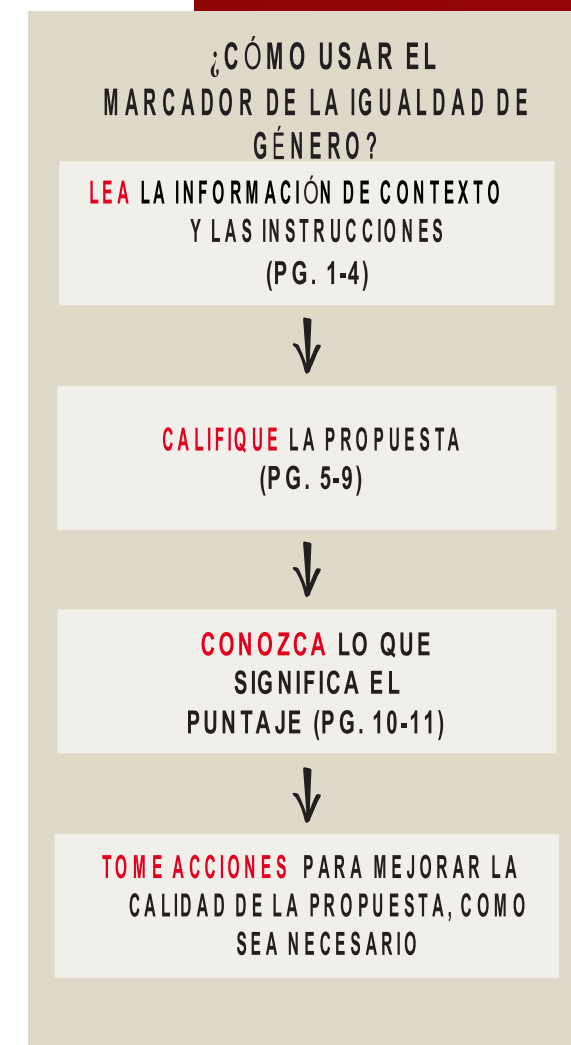 ¿CÓMO USAR EL
MARCADOR DE LA IGUALDAD DE
GÉNERO?
LEA LA INFORMACIÓN DE CONTEXTO
Y LAS INSTRUCCIONES
(PG. 1-4)
CALIFIQUE LA PROPUESTA
(PG. 5-9)
CONOZCA LO QUE
SIGNIFICA EL
PUNTAJE (PG. 10-11)
TOME ACCIONES PARA MEJORAR LA
CALIDAD DE LA PROPUESTA, COMO
SEA NECESARIO